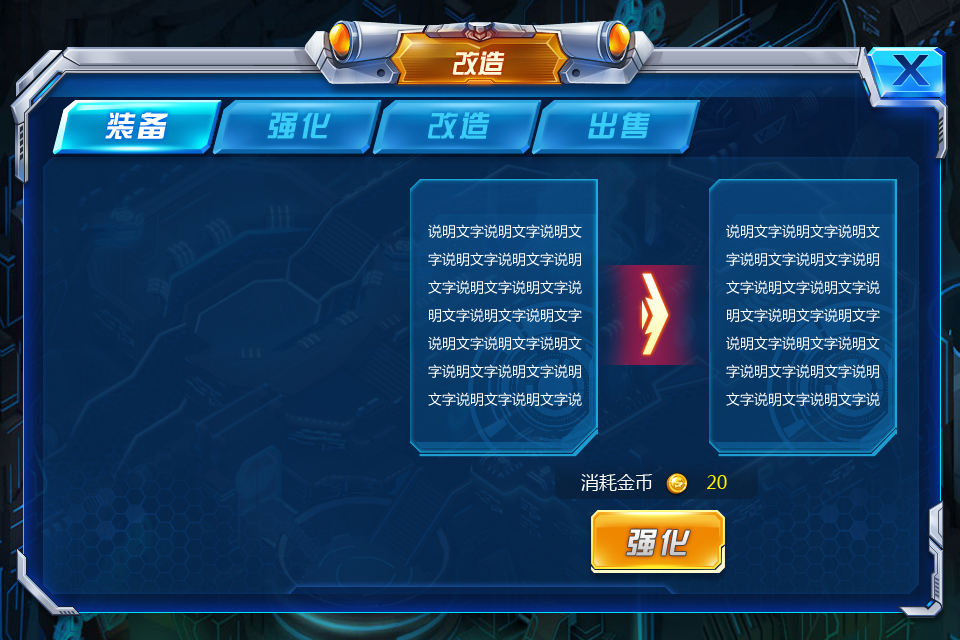 改造
X
装备
强化
改造
出售
说明文字说明文字说明文
字说明文字说明文字说明
文字说明文字说明文字说
明文字说明文字说明文字
说明文字说明文字说明文
字说明文字说明文字说明
文字说明文字说明文字说
说明文字说明文字说明文
字说明文字说明文字说明
文字说明文字说明文字说
明文字说明文字说明文字
说明文字说明文字说明文
字说明文字说明文字说明
文字说明文字说明文字说
消耗金币 20
强化